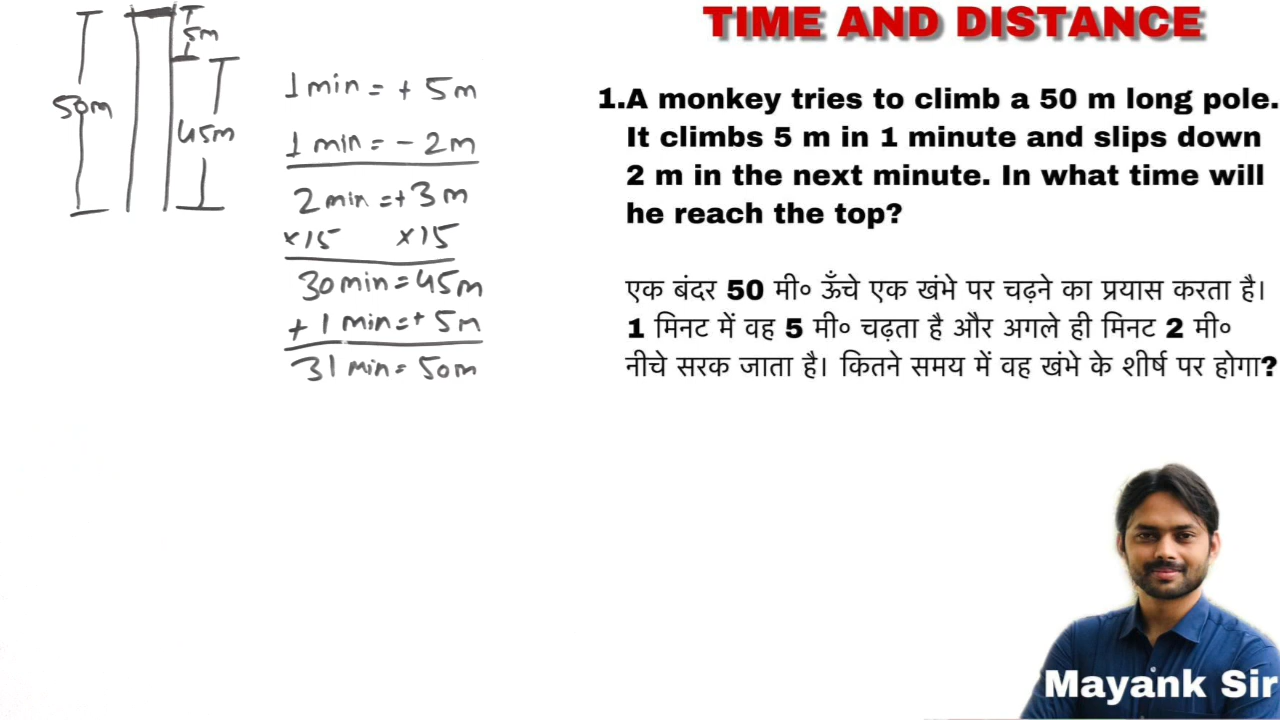 TIME AND DISTANCE
50m
5m
45m
1 min = + 5m
1 min = - 2m
2 min = +3m
×15 ×15
30min = 45m
+ 1 min = + 5m
31 min = 50m
1.A monkey tries to climb a 50 m long pole.
It climbs 5 m in 1 minute and slips down
2 m in the next minute. In what time will
he reach the top?
एक बंदर 50 मी॰ ऊँचे एक खंभे पर चढ़ने का प्रयास करता है।
1 मिनट में वह 5 मी॰ चढ़ता है और अगले ही मिनट 2 मी॰
नीचे सरक जाता है। कितने समय में वह खंभे के शीर्ष पर होगा?
Mayank Sir